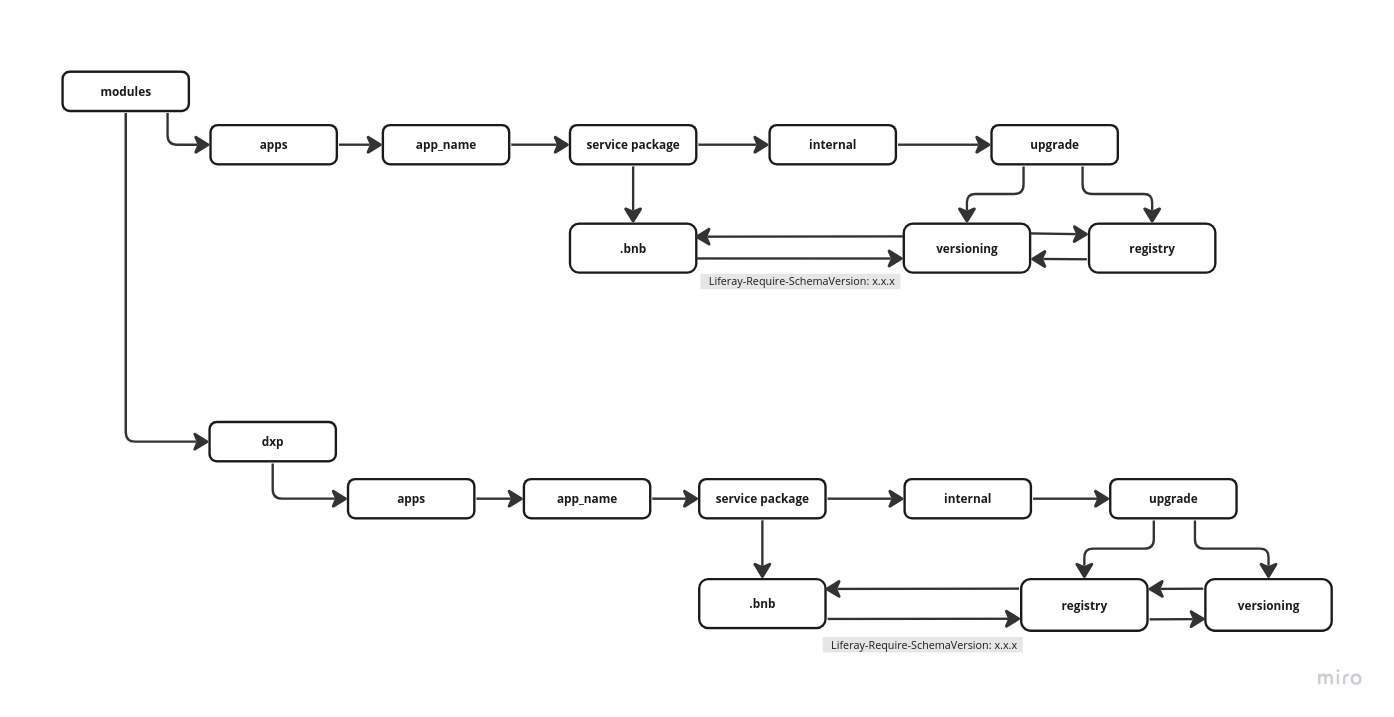 modules
apps
app_name
service package
internal
upgrade
.bnb
versioning
registry
Liferay-Require-SchemaVersion: x.x.x
dxp
apps
app_name
service package
internal
upgrade
.bnb
registry
versioning
Liferay-Require-SchemaVersion: x.x.x
miro